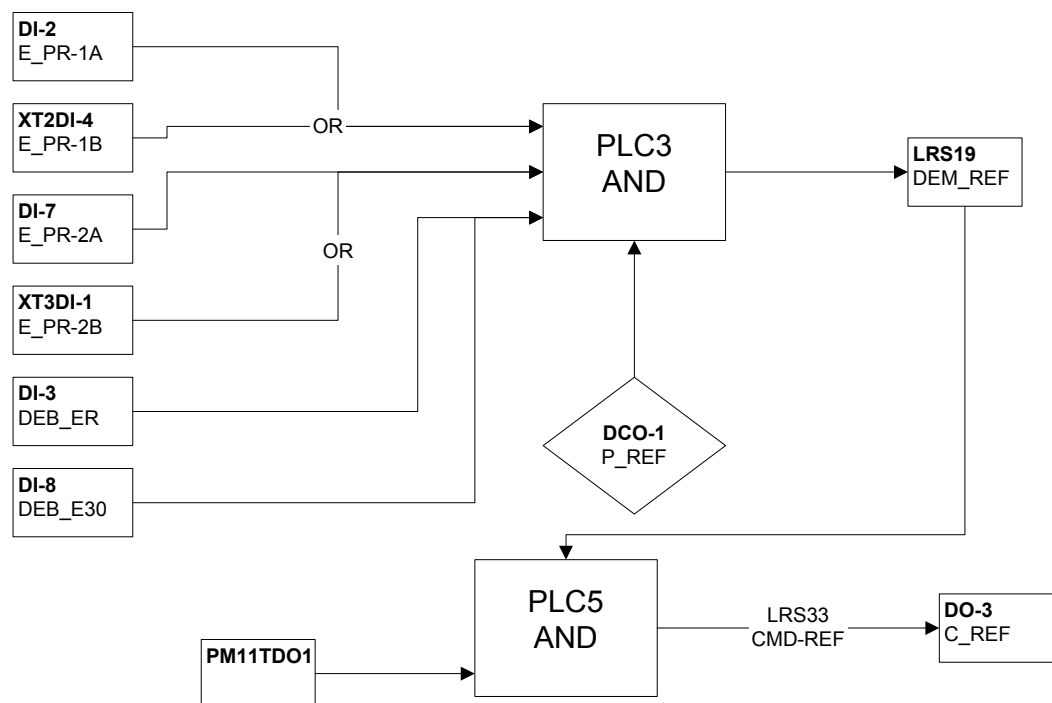 DI-2
E_PR-1A
XT2DI-4
E_PR-1B
OR
DI-7
E_PR-2A
OR
XT3DI-1
E_PR-2B
DI-3
DEB_ER
DI-8
DEB_E30
PLC3
AND
LRS19
DEM_REF
DCO-1
P_REF
PLC5
AND
LRS33
CMD-REF
DO-3
C_REF
PM11TDO1